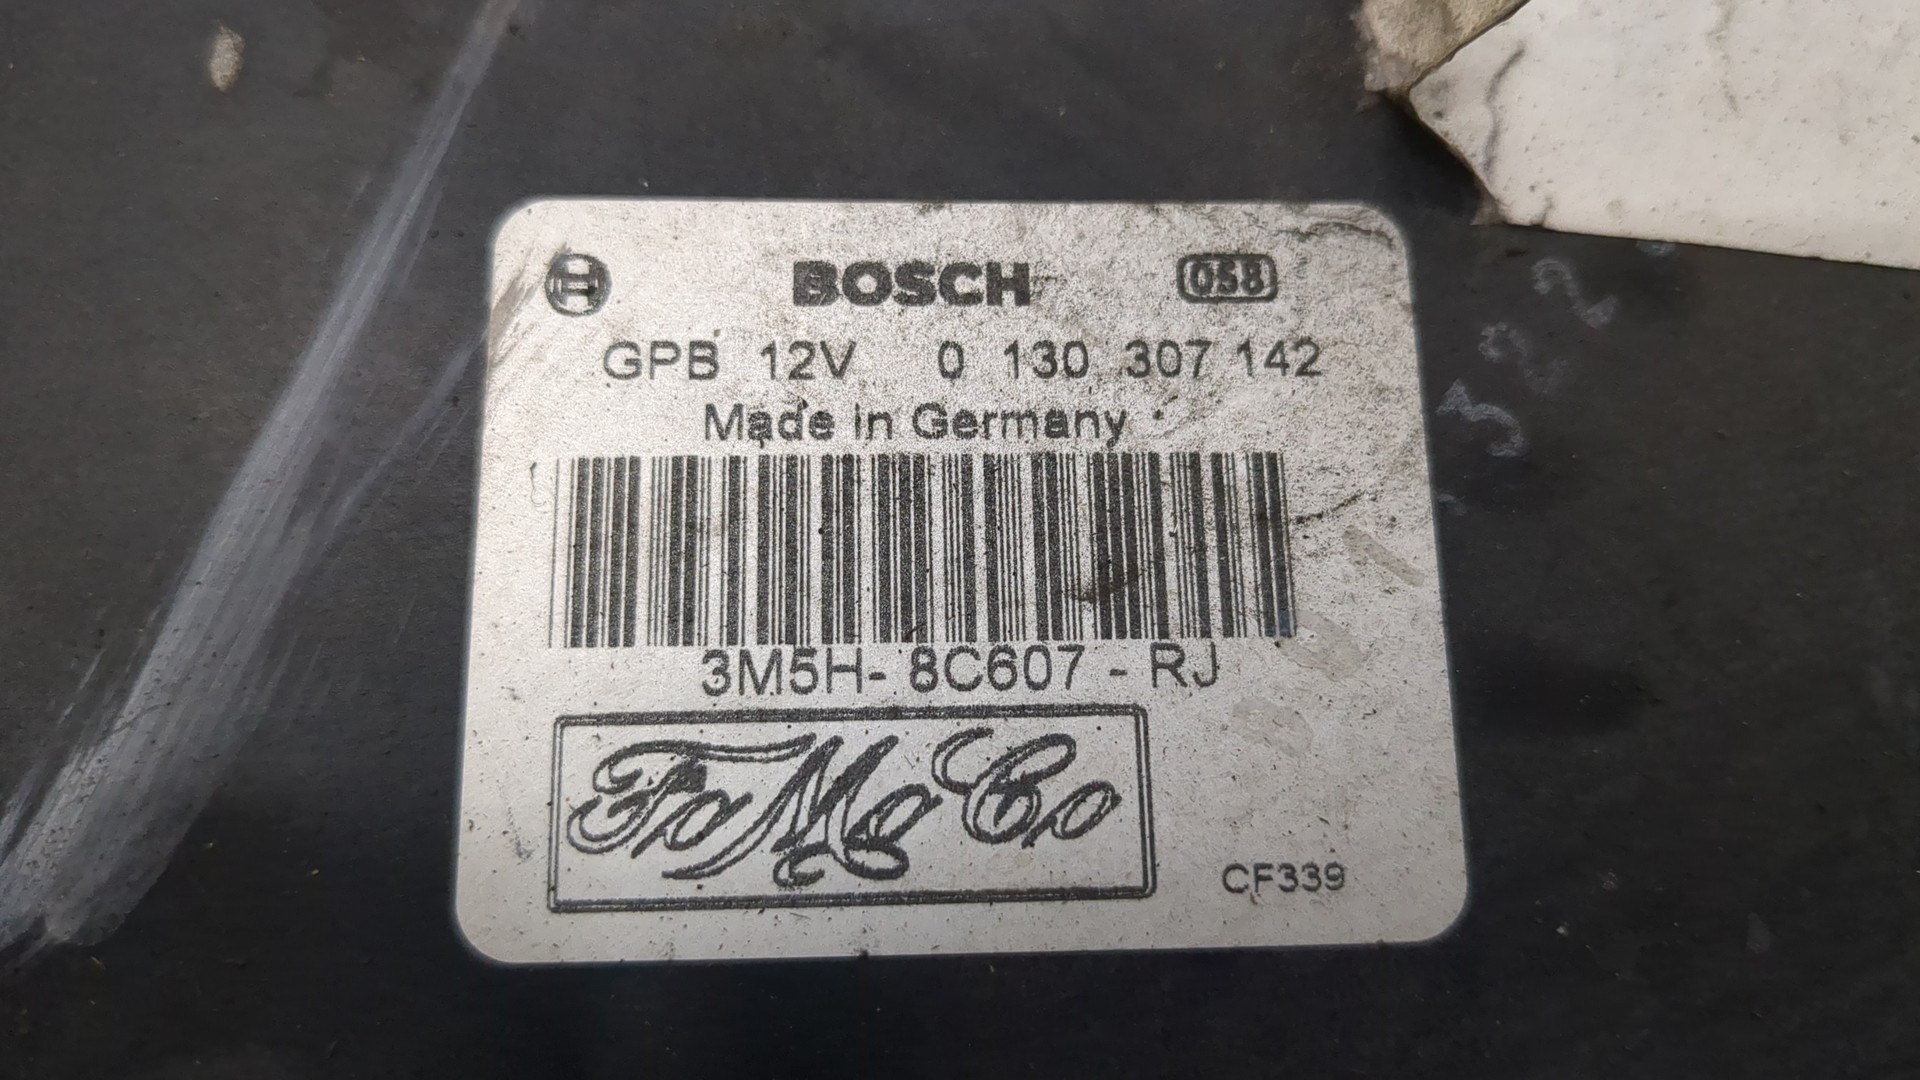 BOSCH 058
GPB 12V 0 130 307 142
Made in Germany
3M5H- 8C607 - RJ
FoMoCo
CF339